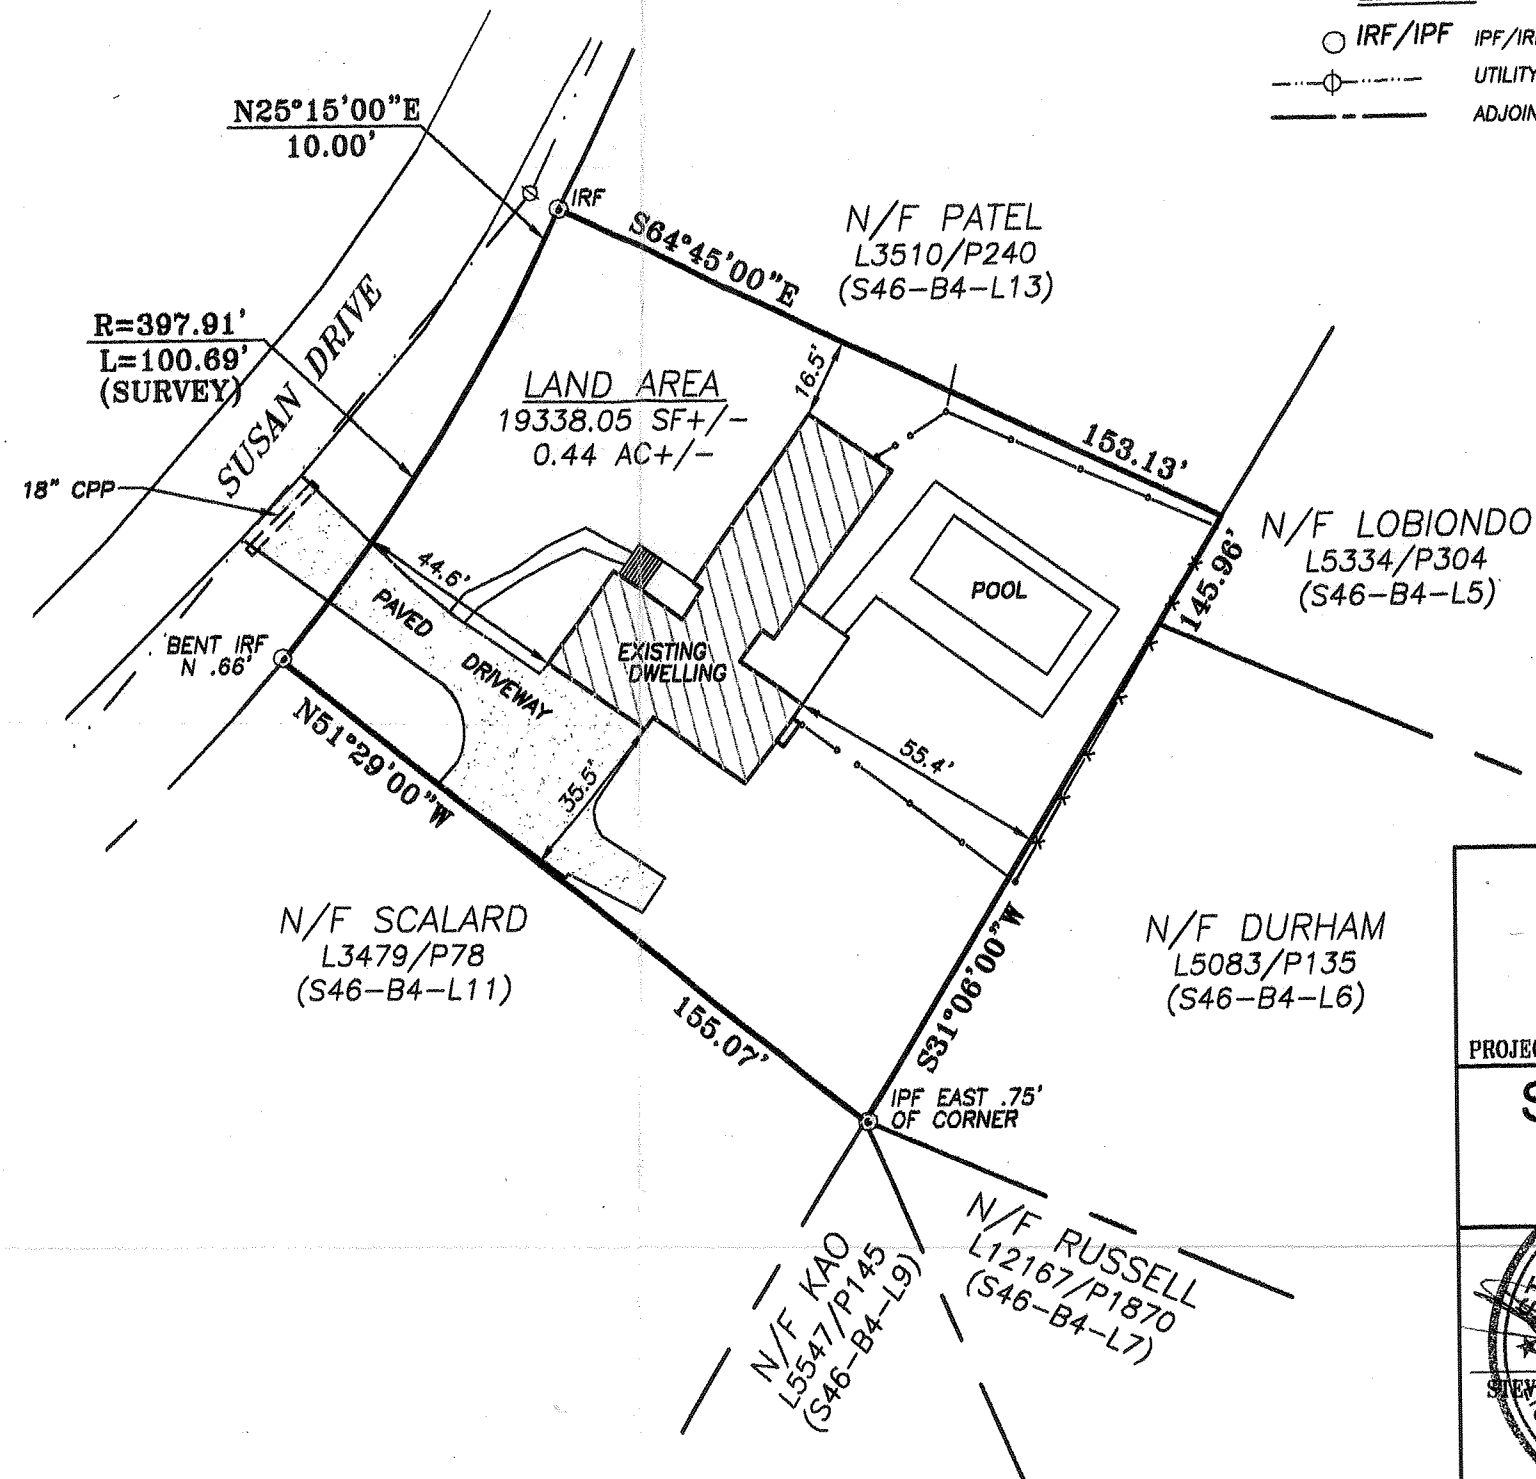 IRF/IPF
UTILITY
N25°15'00"E
10.00'
IRF
N/F PATEL
L3510/P240
(S46-B4-L13)
S64°45'00"E
153.13'
R=397.91'
L=100.69'
(SURVEY)
SUSAN DRIVE
LAND AREA
19338.05 SF+/-
0.44 AC+/-
16.5'
18" CPP
N/F LOBIONDO
L5334/P304
(S46-B4-L5)
145.96'
44.6'
PAVED
DRIVEWAY
POOL
EXISTING
DWELLING
BENT IRF
N .66'
N51°29'00"W
55.4'
35.5'
N/F SCALARD
L3479/P78
(S46-B4-L11)
N/F DURHAM
L5083/P135
(S46-B4-L6)
S31°06'00"W
155.07'
IPF EAST .75'
OF CORNER
N/F RUSSELL
L12167/P1870
(S46-B4-L7)
N/F KAO
L5547/P145
(S46-B4-L9)